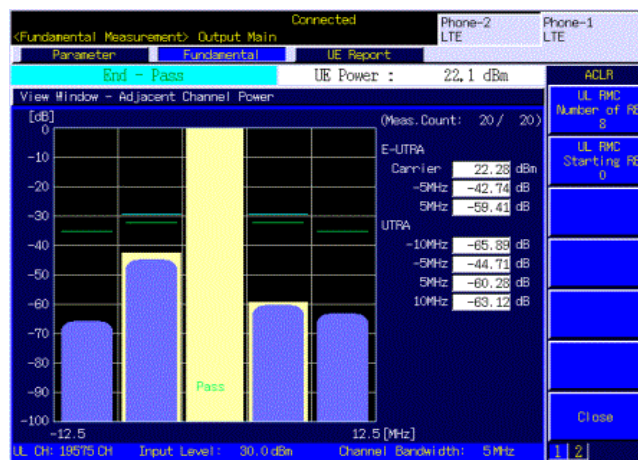 Connected
Phone-2
LTE
Phone-1
LTE
<Fundamental Measurement> Output Main
Parameter
Fundamental
UE Report
End - Pass
UE Power : 22.1 dBm
ACLR
View Window - Adjacent Channel Power
UL RMC
Number of RB
8
UL RMC
Starting RB
0
[dB]
(Meas.Count: 20/ 20)
0
-10
-20
-30
-40
-50
-60
-70
-80
-90
-100
E-UTRA
Carrier 22.28 dBm
-5MHz -42.74 dB
5MHz -59.41 dB
UTRA
-10MHz -65.89 dB
-5MHz -44.71 dB
5MHz -60.28 dB
10MHz -63.12 dB
Pass
-12.5
12.5[MHz]
Close
UL CH: 19575 CH Input Level: 30.0 dBm Channel Bandwidth: 5 MHz
1 2